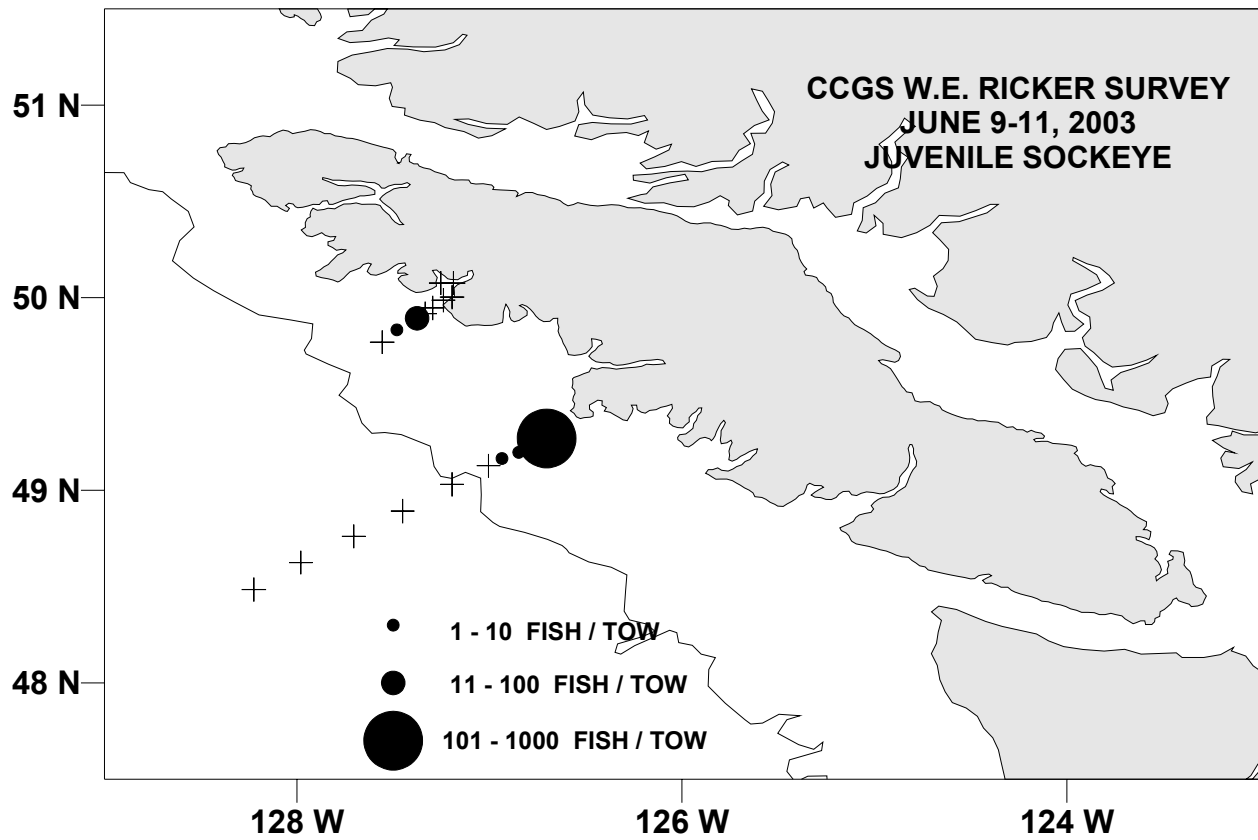 CCGS W.E. RICKER SURVEY
JUNE 9-11, 2003
JUVENILE SOCKEYE
51 N
50 N
49 N
48 N
1 - 10 FISH / TOW
11 - 100 FISH / TOW
101 - 1000 FISH / TOW
128 W
126 W
124 W